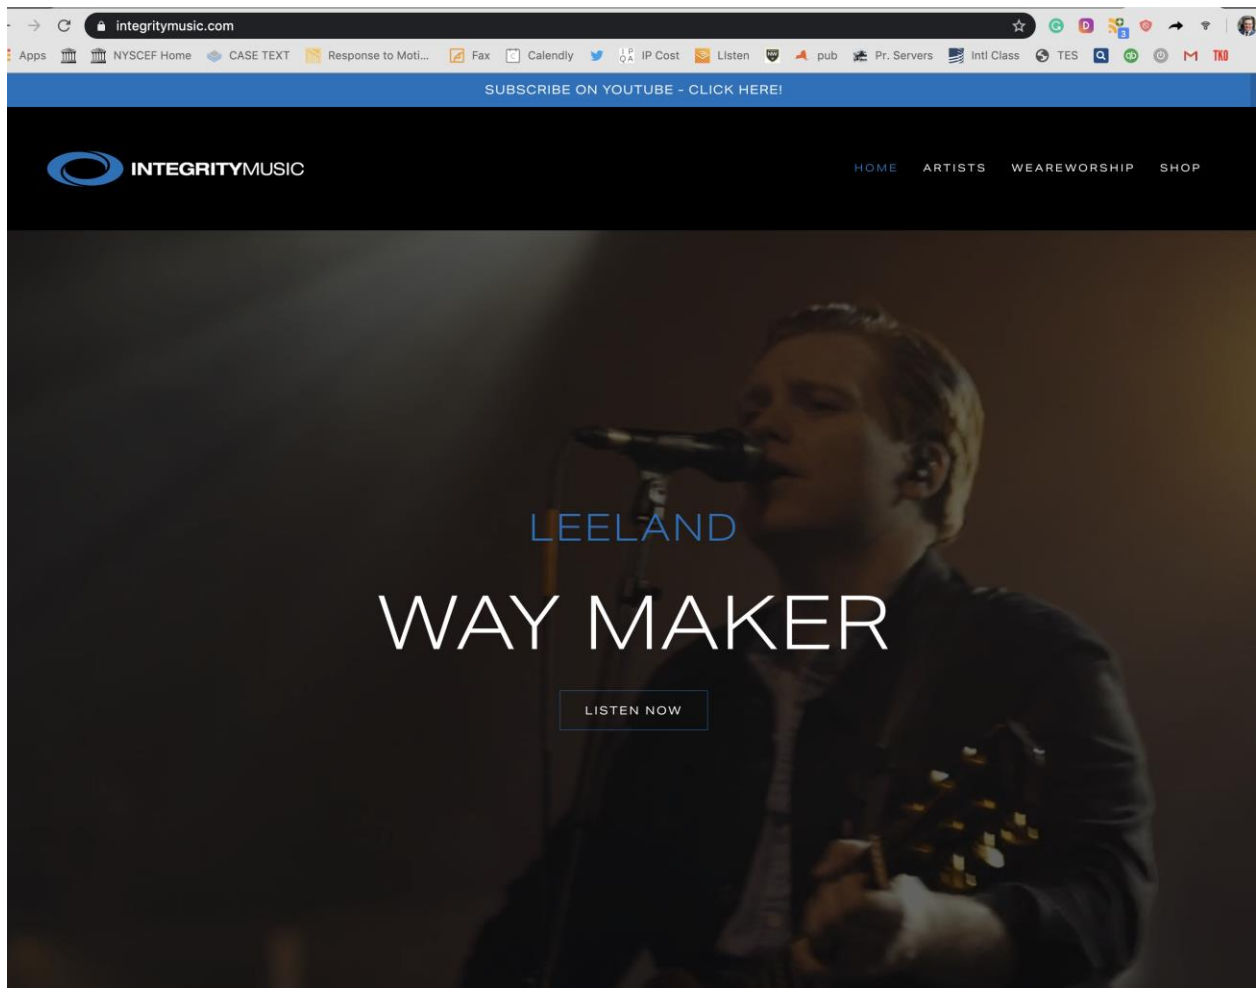 integritymusic.com
3
Apps NYSCEF Home CASE TEXT Response to Moti... Fax Calendly IP Cost LIsten pub Pr. Servers Intl Class TES TKO
SUBSCRIBE ON YOUTUBE - CLICK HERE!
INTEGRITYMUSIC
HOME ARTISTS WEAREWORSHIP SHOP
LEELAND
WAY MAKER
LISTEN NOW